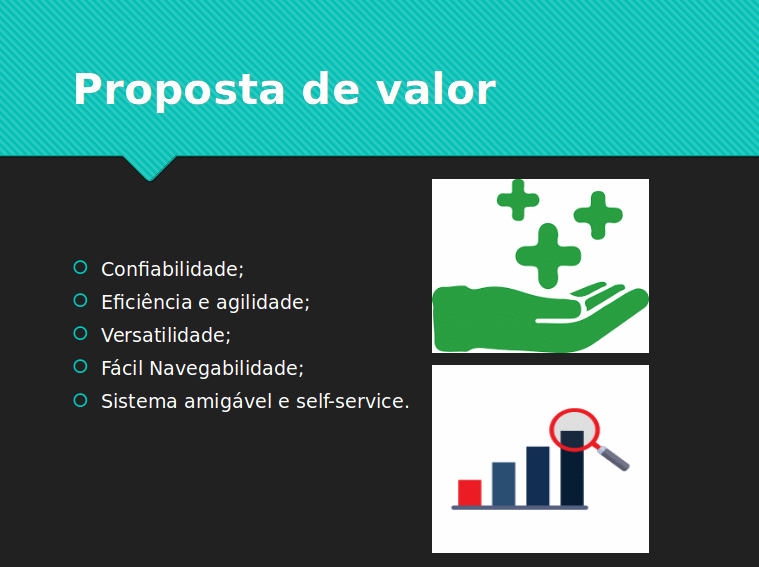 Proposta de valor
Confiabilidade;
Eficiência e agilidade;
Versatilidade;
Fácil Navegabilidade;
Sistema amigável e self-service.